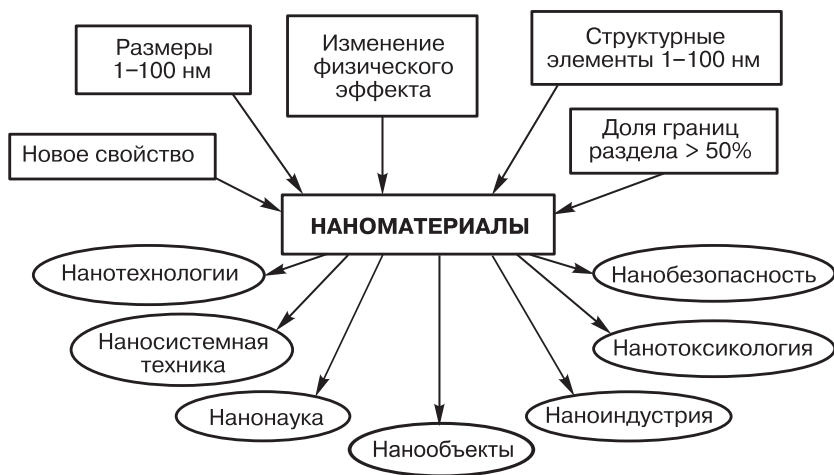 Размеры
1–100 нм
Изменение
физического
эффекта
Структурные
элементы 1–100 нм
Новое свойство
Доля границ
раздела > 50%
НАНОМАТЕРИАЛЫ
Нанотехнологии
Нанобезопасность
Наносистемная
техника
Нанотоксикология
Нанонаука
Наноиндустрия
Нанообъекты